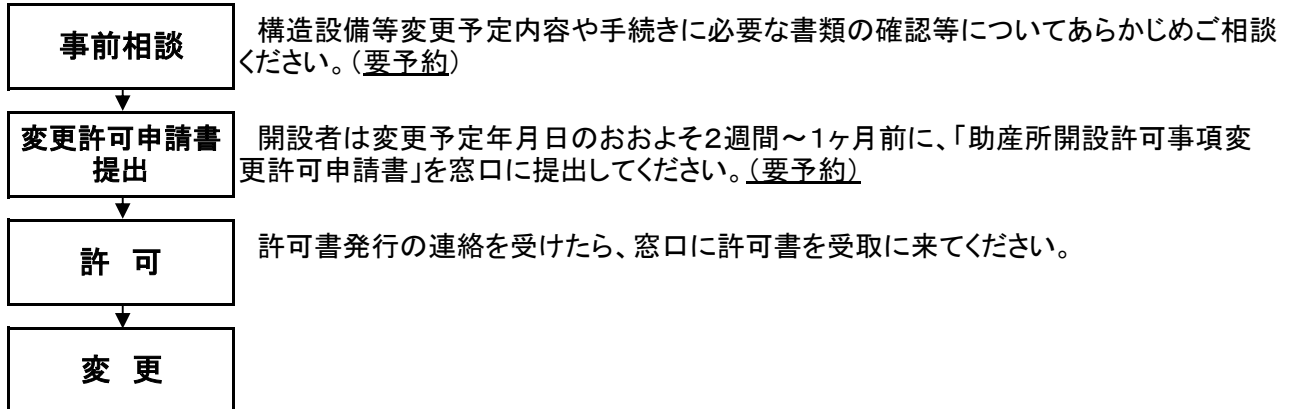 事前相談
構造設備等変更予定内容や手続きに必要な書類の確認等についてあらかじめご相談
ください。（要予約）
変更許可申請書
提出
開設者は変更予定年月日のおおよそ２週間～１ヶ月前に、「助産所開設許可事項変
更許可申請書」を窓口に提出してください。（要予約）
許　可
許可書発行の連絡を受けたら、窓口に許可書を受取に来てください。
変　更